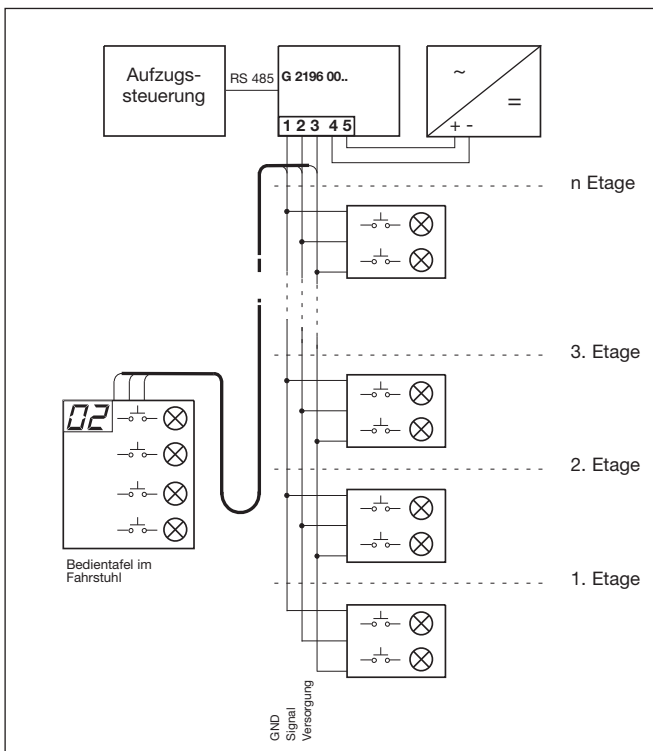 Aufzugs-
steuerung
RS 485
G 2196 00..
1 2 3 4 5
~
=
+ -
n Etage
3. Etage
02
2. Etage
Bedientafel im
Fahrstuhl
1. Etage
GND
Signal
Versorgung